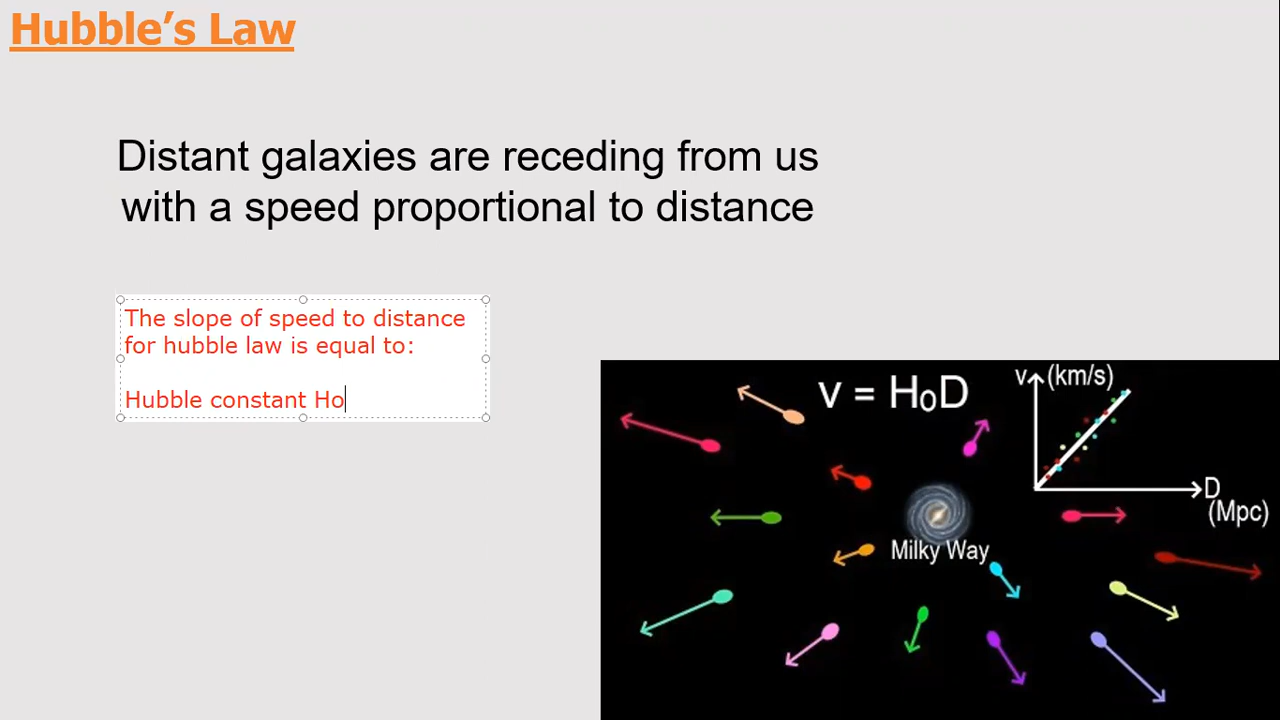 Hubble’s Law
Distant galaxies are receding from us
with a speed proportional to distance
The slope of speed to distance
for hubble law is equal to:
Hubble constant Ho
v = H₀D
v (km/s)
D
(Mpc)
Milky Way